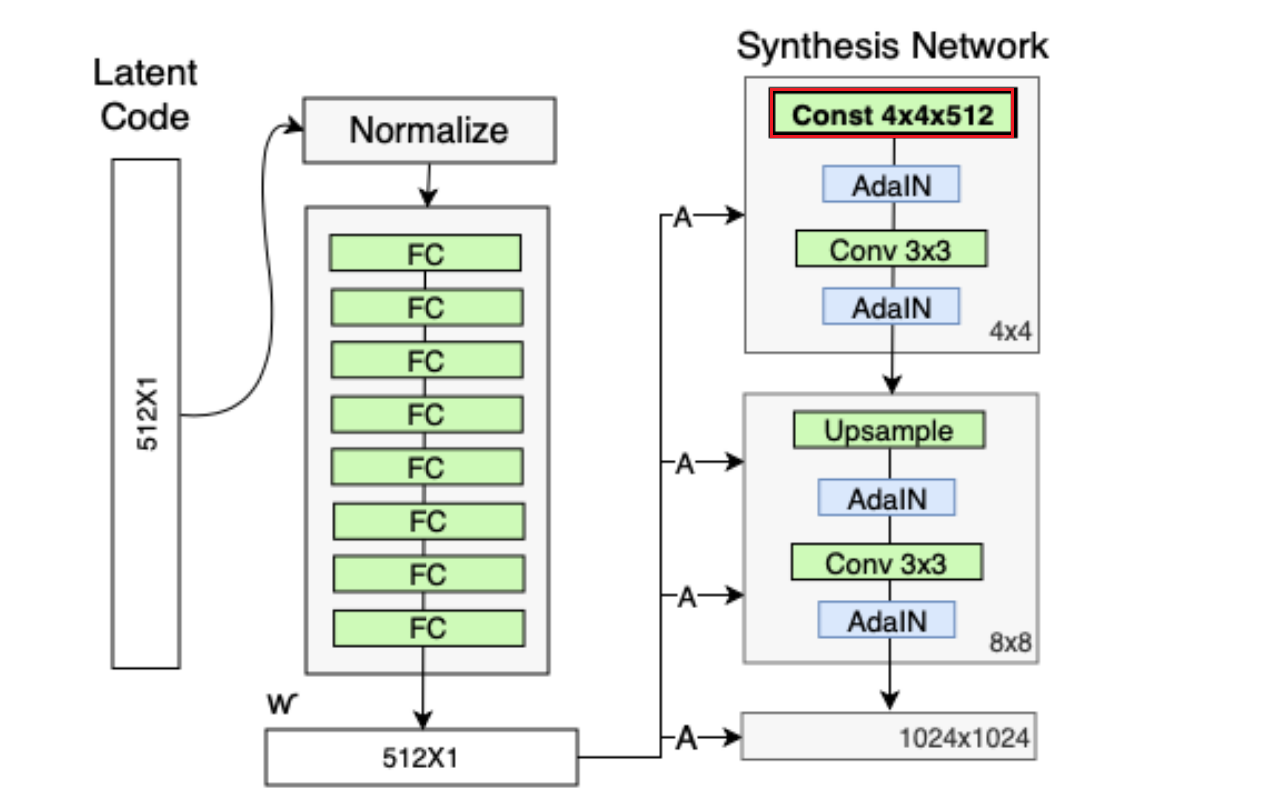 Latent
Code
512X1
Normalize
FC
FC
FC
FC
FC
FC
FC
FC
w
512X1
A
A
A
A
Synthesis Network
Const 4x4x512
AdaIN
Conv 3x3
AdaIN
4x4
Upsample
AdaIN
Conv 3x3
AdaIN
8x8
1024x1024